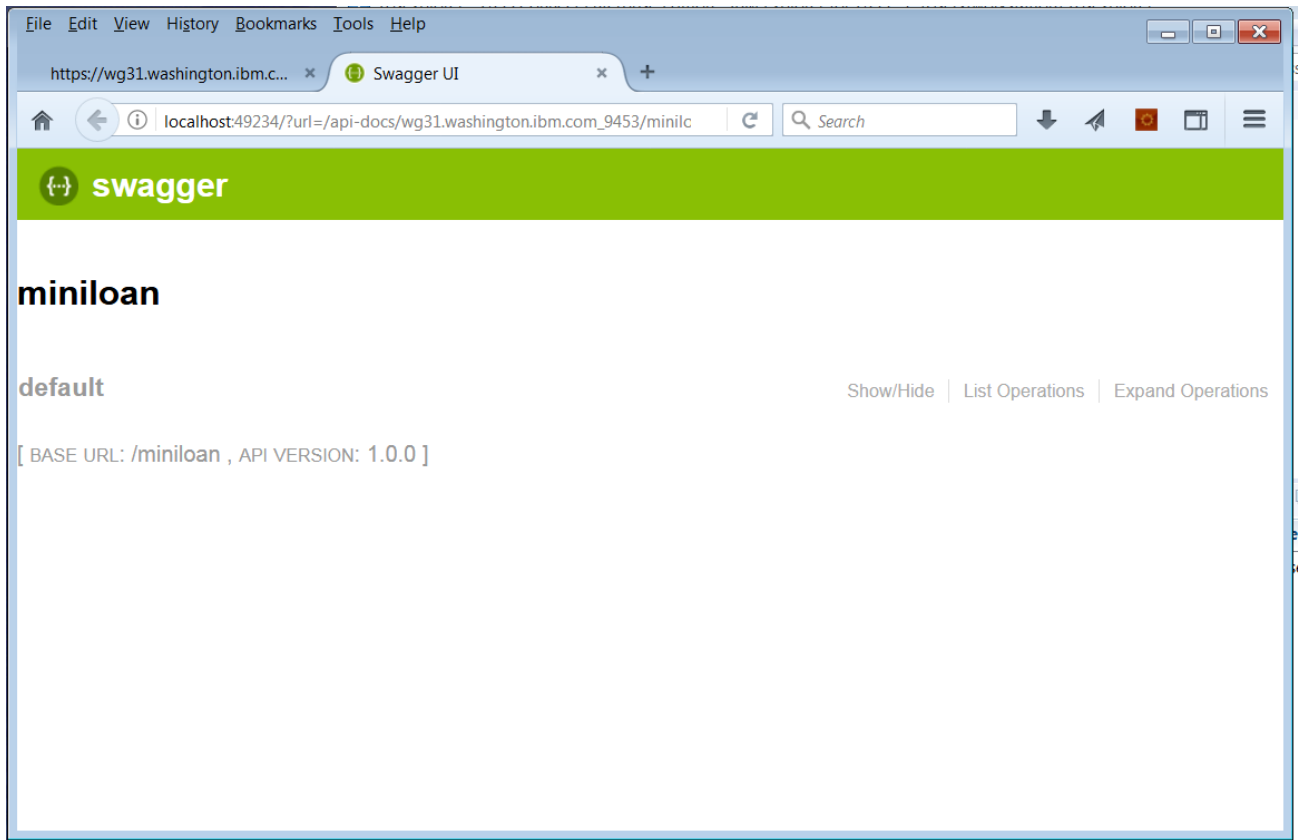 File Edit View History Bookmarks Tools Help
https://wg31.washington.ibm.c... × Swagger UI × +
localhost:49234/?url=/api-docs/wg31.washington.ibm.com_9453/minilo Search
{···} swagger
miniloan
default Show/Hide List Operations Expand Operations
[ BASE URL: /miniloan , API VERSION: 1.0.0 ]